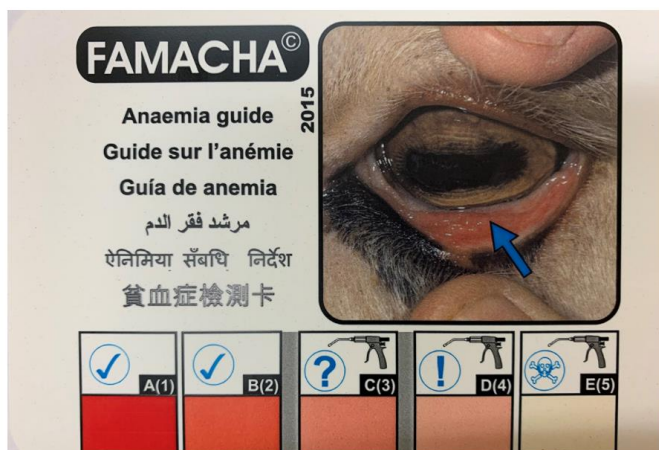 FAMACHA©
2015
Anaemia guide
Guide sur l'anémie
Guía de anemia
مرشد فقر الدم
ऐनिमिया सँबधि निर्देश
貧血症檢測卡
A(1)
B(2)
? C(3)
! D(4)
E(5)